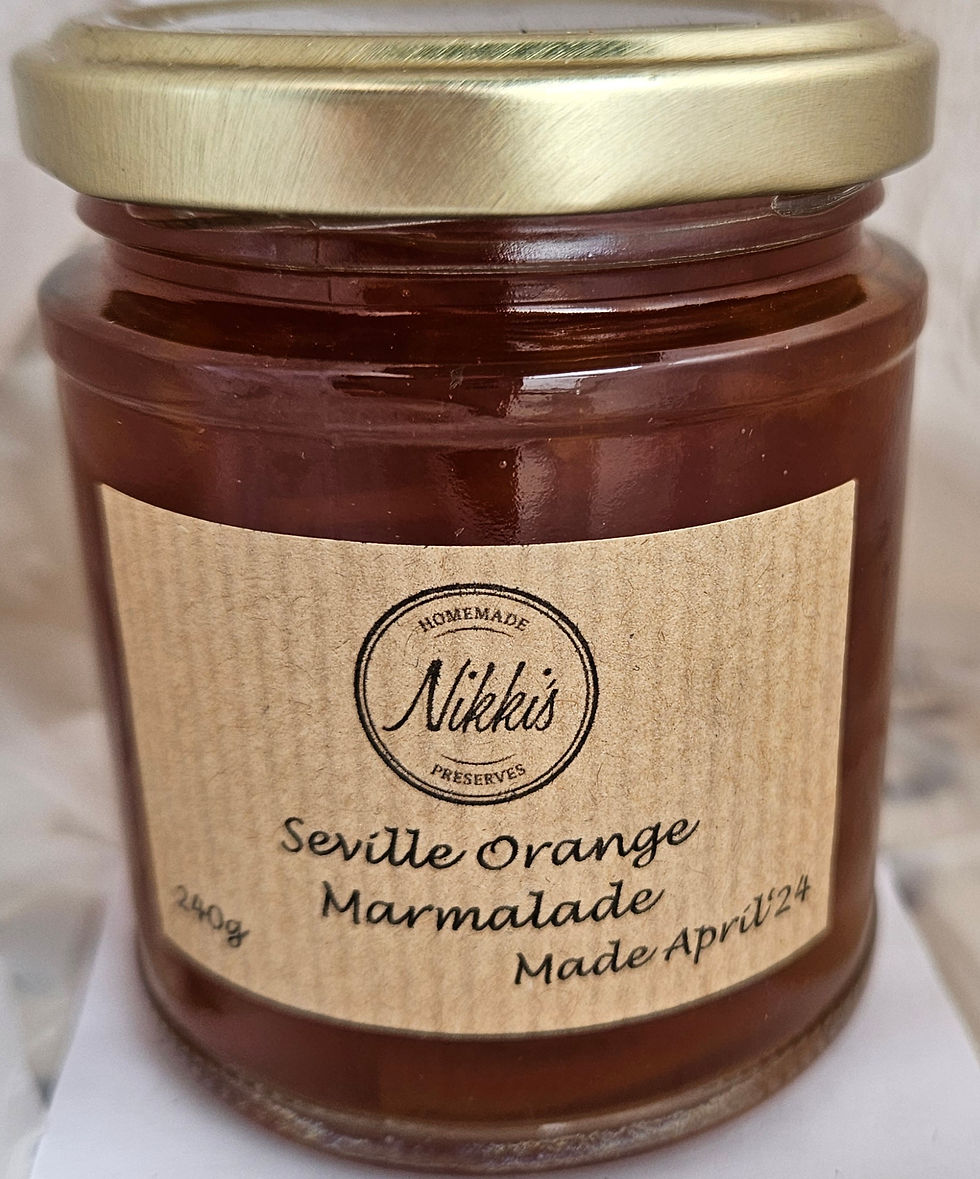 HOMEMADE
Nikki's
PRESERVES
Seville Orange
Marmalade
240g
Made April'24